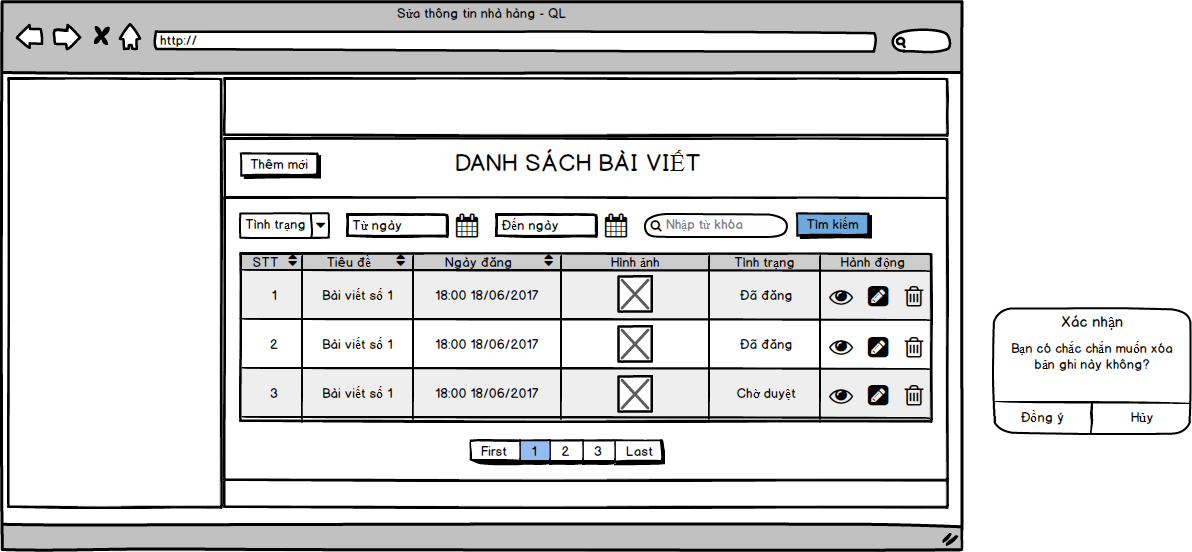 Sửa thông tin nhà hàng - QL
http://
Thêm mới
DANH SÁCH BÀI VIẾT
Tình trạng Từ ngày Đến ngày Nhập từ khóa Tìm kiếm
STT Tiêu đề Ngày đăng Hình ảnh Tình trạng Hành động
1 Bài viết số 1 18:00 18/06/2017 Đã đăng
2 Bài viết số 1 18:00 18/06/2017 Đã đăng
3 Bài viết số 1 18:00 18/06/2017 Chờ duyệt
First 1 2 3 Last
Xác nhận
Bạn có chắc chắn muốn xóa
bản ghi này không?
Đồng ý Hủy